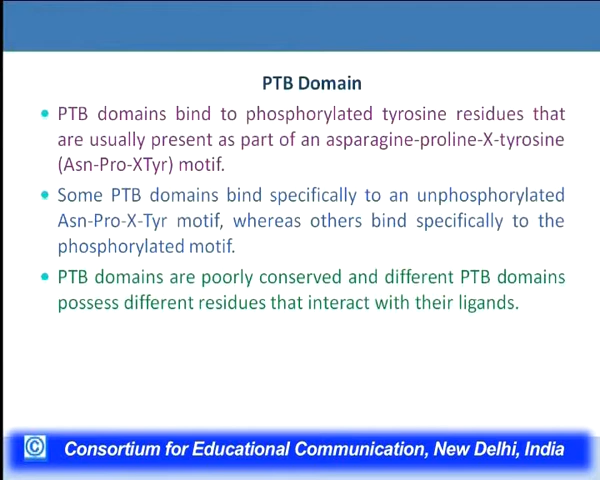 PTB Domain
PTB domains bind to phosphorylated tyrosine residues that
are usually present as part of an asparagine-proline-X-tyrosine
(Asn-Pro-XTyr) motif.
Some PTB domains bind specifically to an unphosphorylated
Asn-Pro-X-Tyr motif, whereas others bind specifically to the
phosphorylated motif.
PTB domains are poorly conserved and different PTB domains
possess different residues that interact with their ligands.
© Consortium for Educational Communication, New Delhi, India